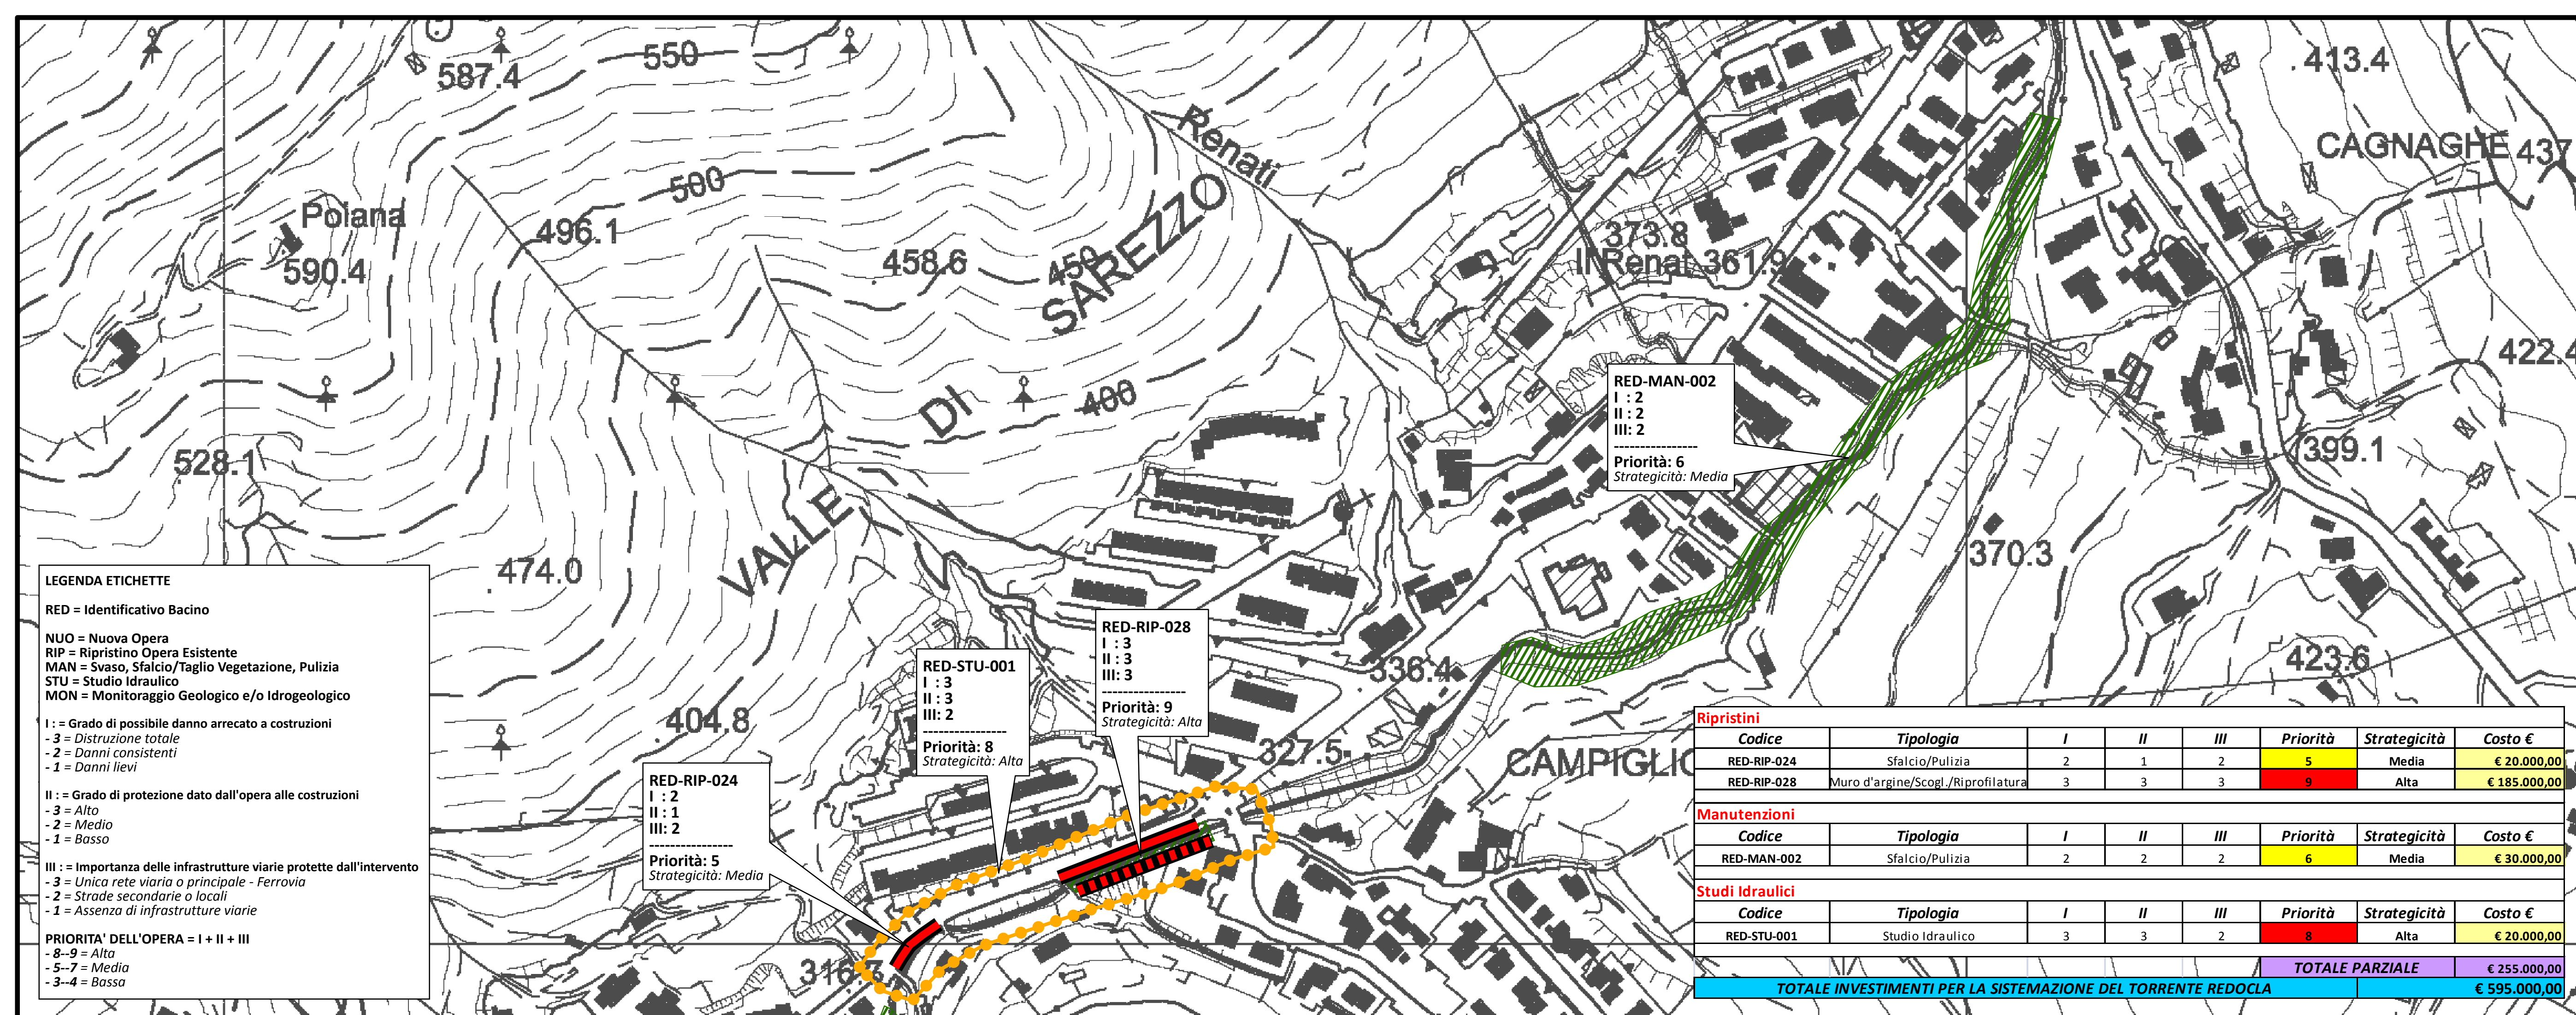 587.4
550
413.4
CAGNAGHE
437
Renati
500
Poiana
496.1
590.4
458.6
450
373.8
Il Renat
361.9
VALLE DI SAREZZO
422.4
400
528.1
399.1
474.0
370.3
336.4
423.6
404.8
327.5
CAMPIGLIO
316.7
RED-MAN-002
I : 2
II : 2
III: 2
----------------
Priorità: 6
Strategicità: Media
RED-RIP-028
I : 3
II : 3
III: 3
----------------
Priorità: 9
Strategicità: Alta
RED-STU-001
I : 3
II : 3
III: 2
----------------
Priorità: 8
Strategicità: Alta
RED-RIP-024
I : 2
II : 1
III: 2
----------------
Priorità: 5
Strategicità: Media
LEGENDA ETICHETTE
RED = Identificativo Bacino
NUO = Nuova Opera
RIP = Ripristino Opera Esistente
MAN = Svaso, Sfalcio/Taglio Vegetazione, Pulizia
STU = Studio Idraulico
MON = Monitoraggio Geologico e/o Idrogeologico
I : = Grado di possibile danno arrecato a costruzioni
- 3 = Distruzione totale
- 2 = Danni consistenti
- 1 = Danni lievi
II : = Grado di protezione dato dall'opera alle costruzioni
- 3 = Alto
- 2 = Medio
- 1 = Basso
III : = Importanza delle infrastrutture viarie protette dall'intervento
- 3 = Unica rete viaria o principale - Ferrovia
- 2 = Strade secondarie o locali
- 1 = Assenza di infrastrutture viarie
PRIORITA' DELL'OPERA = I + II + III
- 8--9 = Alta
- 5--7 = Media
- 3--4 = Bassa
Ripristini
Codice Tipologia I II III Priorità Strategicità Costo €
RED-RIP-024 Sfalcio/Pulizia 2 1 2 5 Media € 20.000,00
RED-RIP-028 Muro d'argine/Scogl./Riprofilatura 3 3 3 9 Alta € 185.000,00
Manutenzioni
Codice Tipologia I II III Priorità Strategicità Costo €
RED-MAN-002 Sfalcio/Pulizia 2 2 2 6 Media € 30.000,00
Studi Idraulici
Codice Tipologia I II III Priorità Strategicità Costo €
RED-STU-001 Studio Idraulico 3 3 2 8 Alta € 20.000,00
TOTALE PARZIALE € 255.000,00
TOTALE INVESTIMENTI PER LA SISTEMAZIONE DEL TORRENTE REDOCLA € 595.000,00